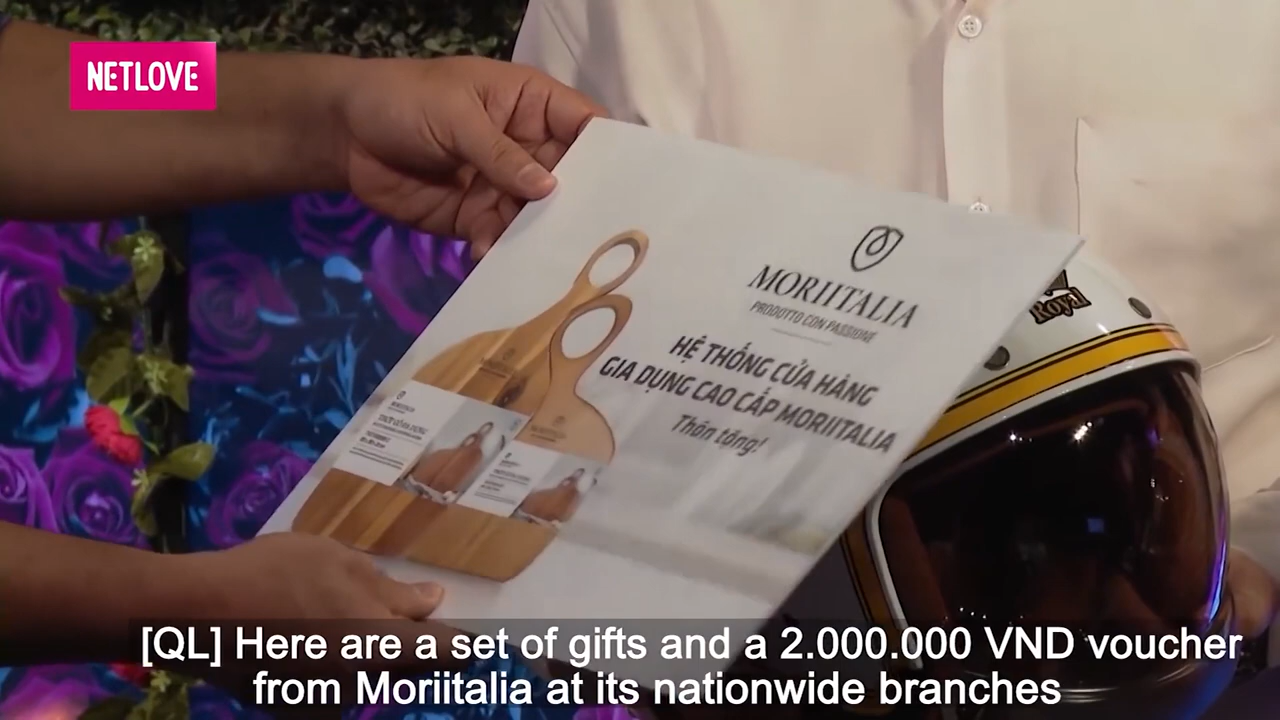 NETLOVE
MORIITALIA
PRODOTTO CON PASSIONE
HỆ THỐNG CỬA HÀNG
GIA DỤNG CAO CẤP MORIITALIA
Thân tặng!
Royal
[QL] Here are a set of gifts and a 2.000.000 VND voucher
from Moriitalia at its nationwide branches